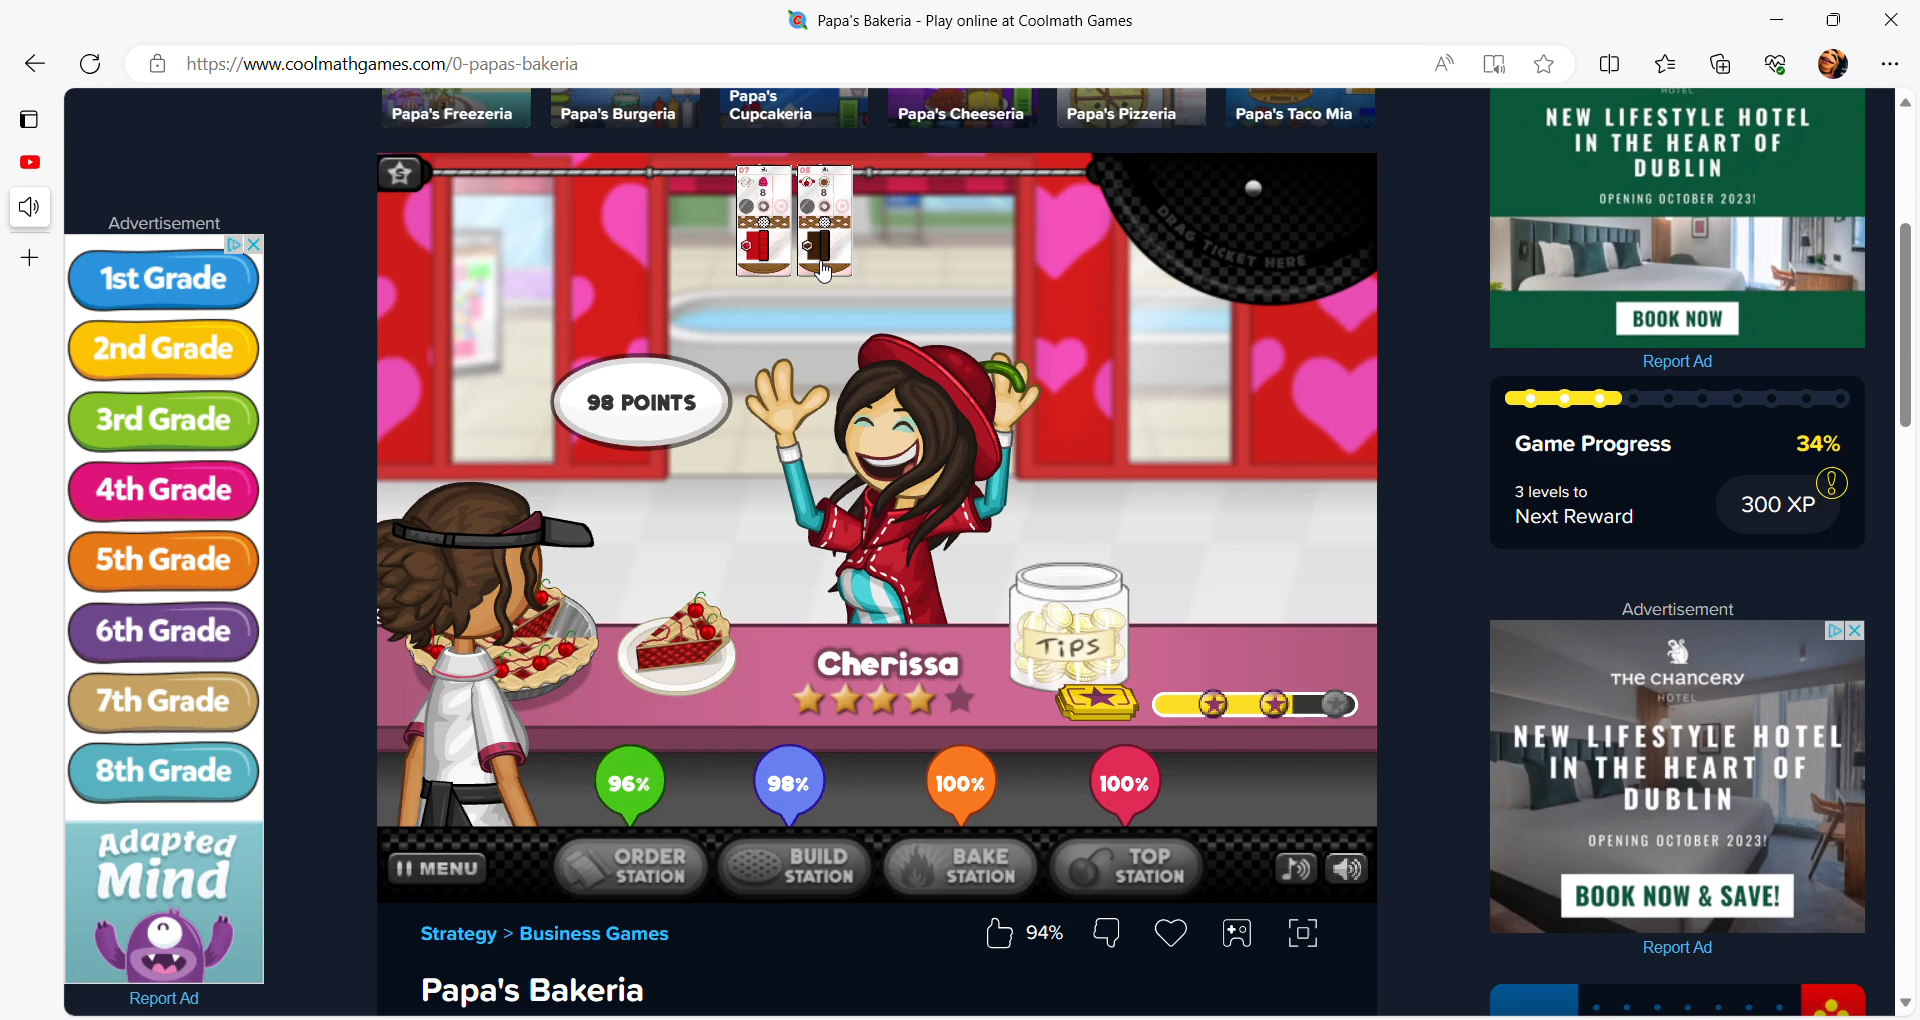 Papa's Bakeria - Play online at Coolmath Games
https://www.coolmathgames.com/0-papas-bakeria
Papa's Freezeria
Papa's Burgeria
Papa's
Cupcakeria
Papa's Cheeseria
Papa's Pizzeria
Papa's Taco Mia
Advertisement
1st Grade
2nd Grade
3rd Grade
4th Grade
5th Grade
6th Grade
7th Grade
8th Grade
Adapted
Mind
Report Ad
07
8
8
DRAG TICKET HERE
98 POINTS
TIPS
Cherissa
96%
98%
100%
100%
MENU
ORDER
STATION
BUILD
STATION
BAKE
STATION
TOP
STATION
Strategy > Business Games
94%
Papa's Bakeria
HOTEL
NEW LIFESTYLE HOTEL
IN THE HEART OF
DUBLIN
OPENING OCTOBER 2023!
BOOK NOW
Report Ad
Game Progress
34%
3 levels to
Next Reward
300 XP
Advertisement
THE CHANCERY
HOTEL
NEW LIFESTYLE HOTEL
IN THE HEART OF
DUBLIN
OPENING OCTOBER 2023!
BOOK NOW & SAVE!
Report Ad